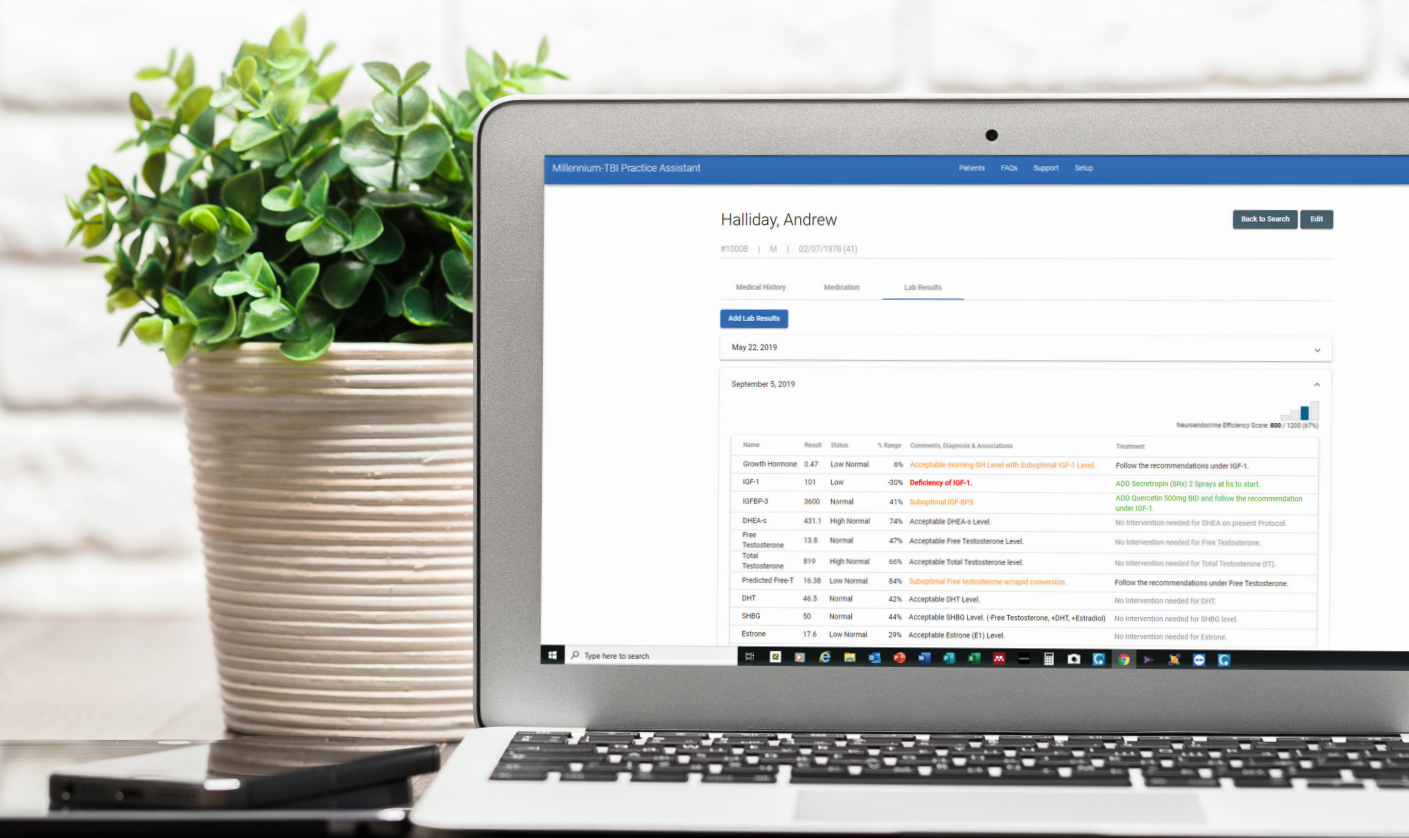 Millennium-TBI Practice Assistant Patients FAQs Support Setup
Halliday, Andrew Back to Search Edit
#10008 | M | 02/07/1978 (41)
Medical History Medication Lab Results
Add Lab Results
May 22, 2019
September 5, 2019
Neuroendocrine Efficiency Score: 800 / 1200 (67%)
Name Result Status % Range Comments, Diagnosis & Associations Treatment
Growth Hormone 0.47 Low Normal 6% Acceptable morning GH Level with Suboptimal IGF-1 Level. Follow the recommendations under IGF-1.
IGF-1 101 Low -30% Deficiency of IGF-1. ADD Secretropin (SRx) 2 Sprays at hs to start.
IGFBP-3 3600 Normal 41% Suboptimal IGF-BP3 ADD Quercetin 500mg BID and follow the recommendation
under IGF-1.
DHEA-s 431.1 High Normal 74% Acceptable DHEA-s Level. No Intervention needed for DHEA on present Protocol.
Free
Testosterone 13.8 Normal 47% Acceptable Free Testosterone Level. No Intervention needed for Free Testosterone.
Total
Testosterone 819 High Normal 66% Acceptable Total Testosterone level. No Intervention needed for Total Testosterone (tT).
Predicted Free-T 16.38 Low Normal 84% Suboptimal Free testosterone w/rapid conversion. Follow the recommendations under Free Testosterone.
DHT 46.5 Normal 42% Acceptable DHT Level. No Intervention needed for DHT.
SHBG 50 Normal 44% Acceptable SHBG Level. (-Free Testosterone, +DHT, +Estradiol) No Intervention needed for SHBG level.
Estrone 17.6 Low Normal 29% Acceptable Estrone (E1) Level. No Intervention needed for Estrone.
Type here to search